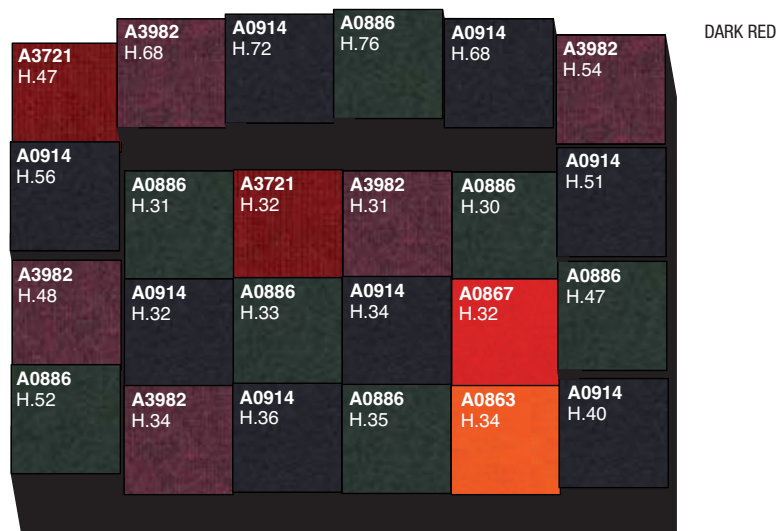 DARK RED
A3721
H.47
A3982
H.68
A0914
H.72
A0886
H.76
A0914
H.68
A3982
H.54
A0914
H.56
A0886
H.31
A3721
H.32
A3982
H.31
A0886
H.30
A0914
H.51
A3982
H.48
A0914
H.32
A0886
H.33
A0914
H.34
A0867
H.32
A0886
H.47
A0886
H.52
A3982
H.34
A0914
H.36
A0886
H.35
A0863
H.34
A0914
H.40